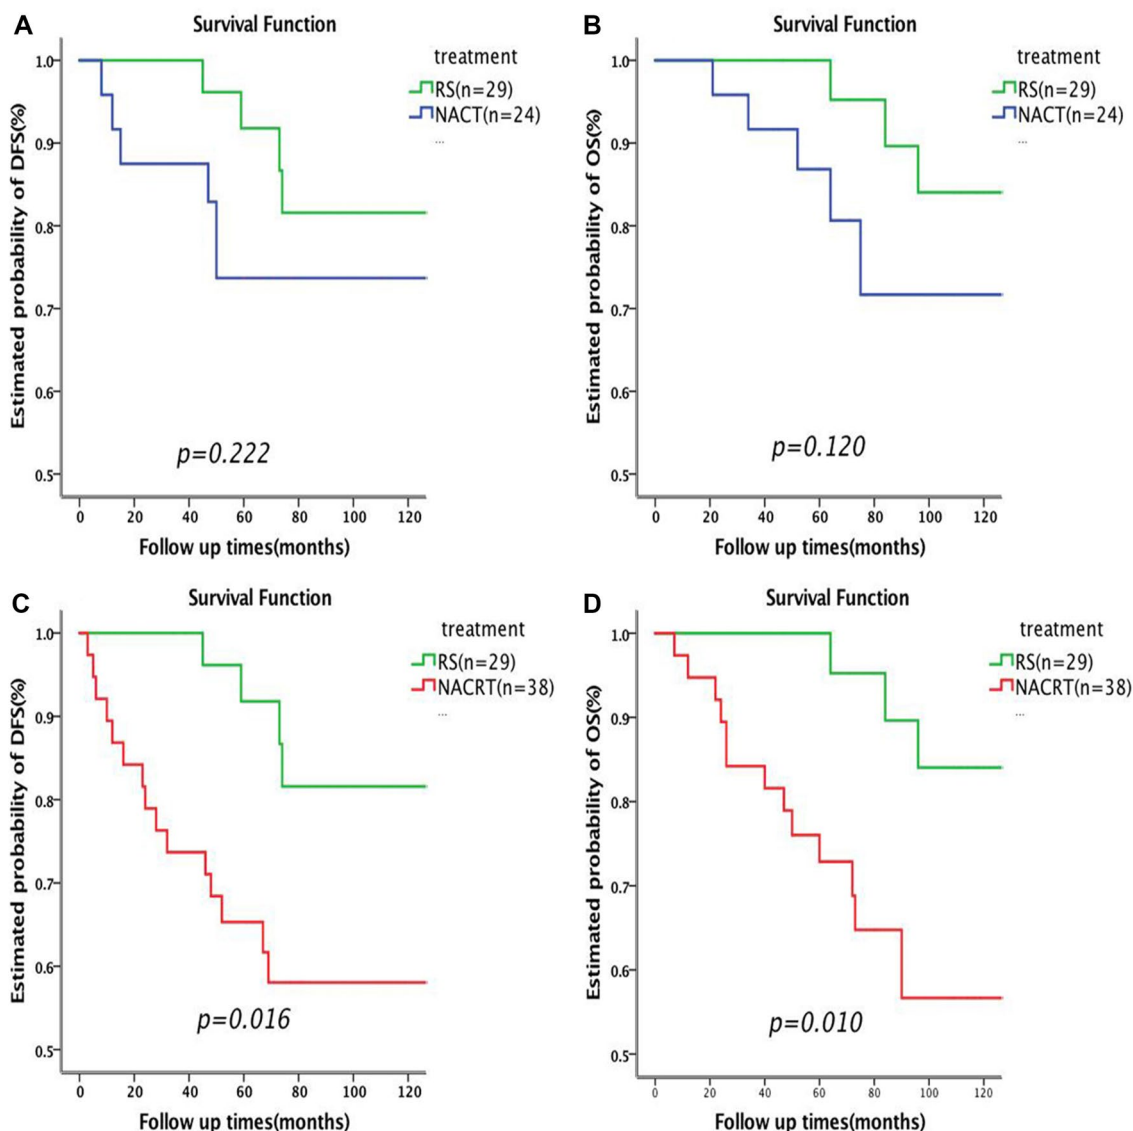 A
Survival Function
treatment
RS(n=29)
NACT(n=24)
...
Estimated probability of DFS(%)
1.0
0.9
0.8
0.7
0.6
0.5
p=0.222
0 20 40 60 80 100 120
Follow up times(months)
B
Survival Function
treatment
RS(n=29)
NACT(n=24)
...
Estimated probability of OS(%)
1.0
0.9
0.8
0.7
0.6
0.5
p=0.120
0 20 40 60 80 100 120
Follow up times(months)
C
Survival Function
treatment
RS(n=29)
NACRT(n=38)
...
Estimated probability of DFS(%)
1.0
0.9
0.8
0.7
0.6
0.5
p=0.016
0 20 40 60 80 100 120
Follow up times(months)
D
Survival Function
treatment
RS(n=29)
NACRT(n=38)
...
Estimated probability of OS(%)
1.0
0.9
0.8
0.7
0.6
0.5
p=0.010
0 20 40 60 80 100 120
Follow up times(months)